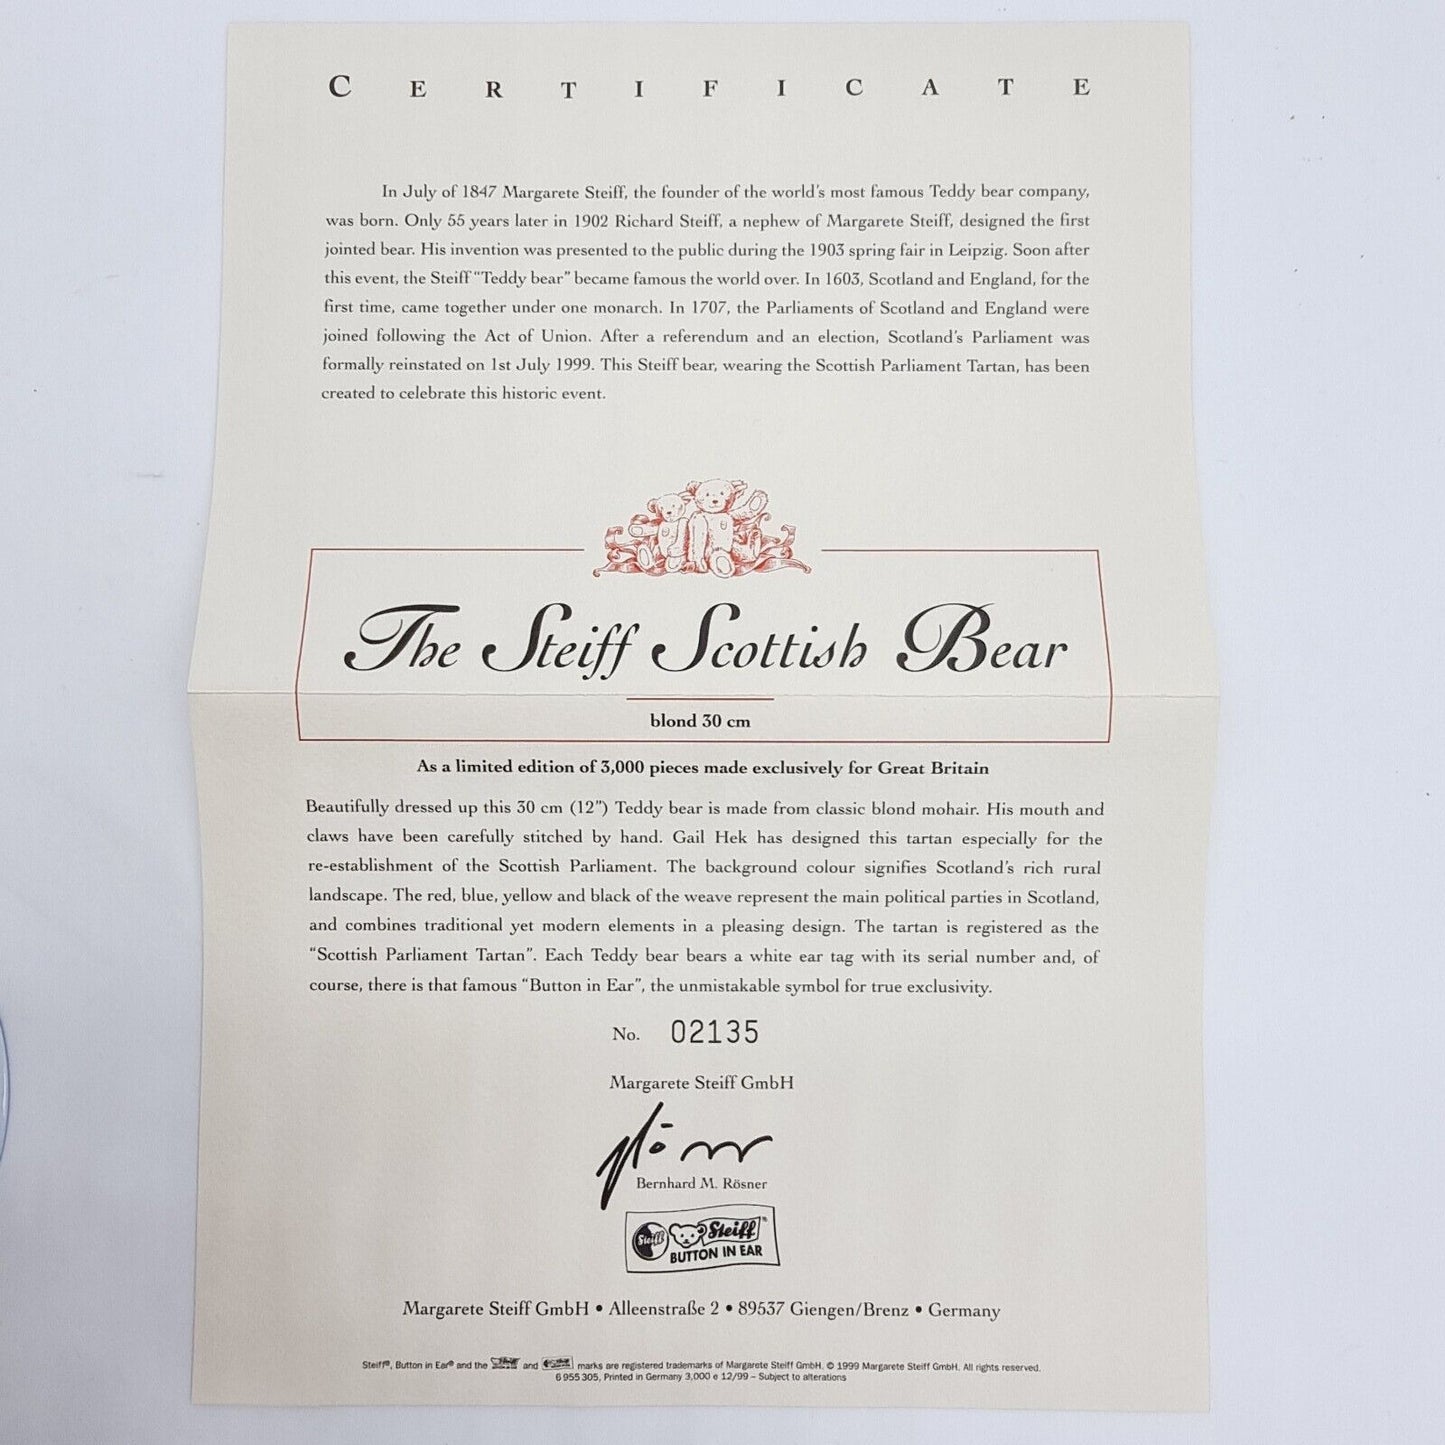 CERTIFICATE
In July of 1847 Margarete Steiff, the founder of the world's most famous Teddy bear company,
was born. Only 55 years later in 1902 Richard Steiff, a nephew of Margarete Steiff, designed the first
jointed bear. His invention was presented to the public during the 1903 spring fair in Leipzig. Soon after
this event, the Steiff "Teddy bear" became famous the world over. In 1603, Scotland and England, for the
first time, came together under one monarch. In 1707, the Parliaments of Scotland and England were
joined following the Act of Union. After a referendum and an election, Scotland's Parliament was
formally reinstated on 1st July 1999. This Steiff bear, wearing the Scottish Parliament Tartan, has been
created to celebrate this historic event.
The Steiff Scottish Bear
blond 30 cm
As a limited edition of 3,000 pieces made exclusively for Great Britain
Beautifully dressed up this 30 cm (12") Teddy bear is made from classic blond mohair. His mouth and
claws have been carefully stitched by hand. Gail Hek has designed this tartan especially for the
re-establishment of the Scottish Parliament. The background colour signifies Scotland's rich rural
landscape. The red, blue, yellow and black of the weave represent the main political parties in Scotland,
and combines traditional yet modern elements in a pleasing design. The tartan is registered as the
"Scottish Parliament Tartan". Each Teddy bear bears a white ear tag with its serial number and, of
course, there is that famous "Button in Ear", the unmistakable symbol for true exclusivity.
No. 02135
Margarete Steiff GmbH
Bernhard M. Rösner
Steiff Steiff®
BUTTON IN EAR
Margarete Steiff GmbH • Alleenstraße 2 • 89537 Giengen/Brenz • Germany
Steiff®, Button in Ear® and the and marks are registered trademarks of Margarete Steiff GmbH. © 1999 Margarete Steiff GmbH. All rights reserved.
6 955 305, Printed in Germany 3,000 e 12/99 – Subject to alterations